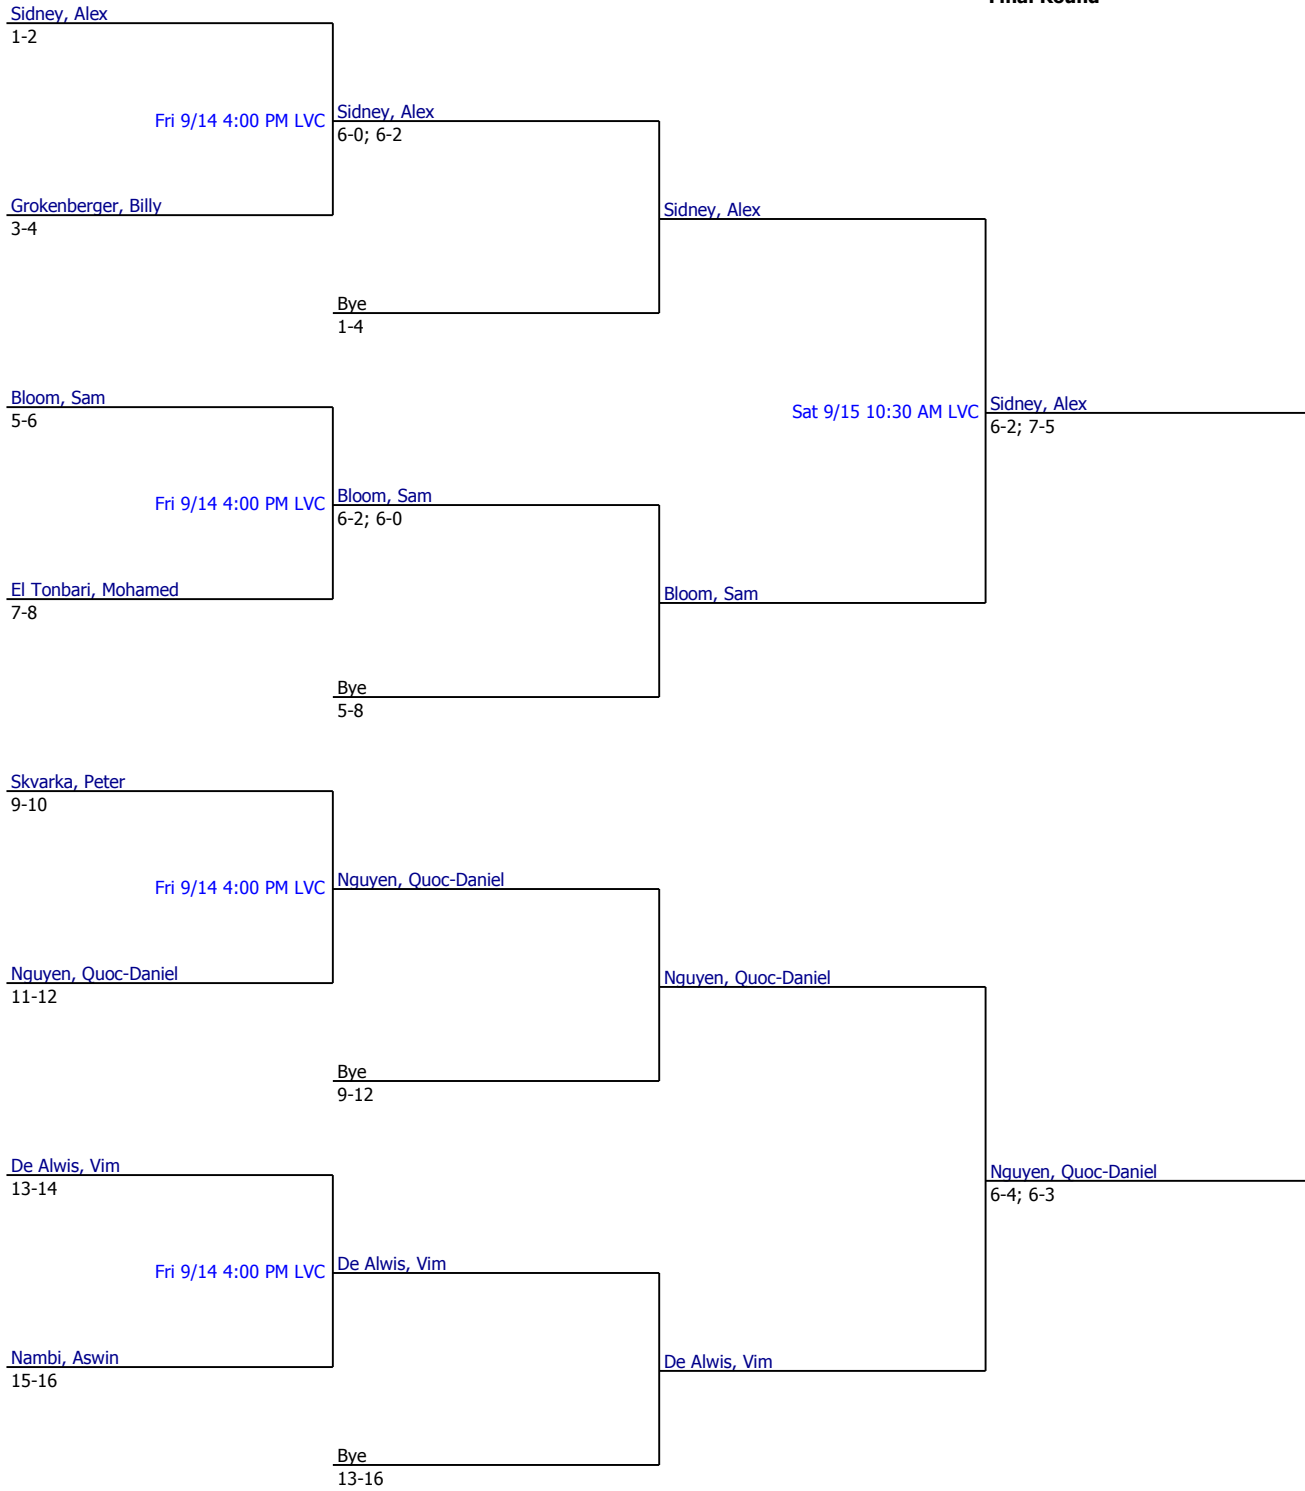 Final Round
Sidney, Alex
1-2
Fri 9/14 4:00 PM LVC
Sidney, Alex
6-0; 6-2
Grokenberger, Billy
3-4
Sidney, Alex
Bye
1-4
Bloom, Sam
5-6
Sat 9/15 10:30 AM LVC
Sidney, Alex
6-2; 7-5
Fri 9/14 4:00 PM LVC
Bloom, Sam
6-2; 6-0
El Tonbari, Mohamed
7-8
Bloom, Sam
Bye
5-8
Skvarka, Peter
9-10
Fri 9/14 4:00 PM LVC
Nguyen, Quoc-Daniel
Nguyen, Quoc-Daniel
11-12
Nguyen, Quoc-Daniel
Bye
9-12
De Alwis, Vim
13-14
Nguyen, Quoc-Daniel
6-4; 6-3
Fri 9/14 4:00 PM LVC
De Alwis, Vim
Nambi, Aswin
15-16
De Alwis, Vim
Bye
13-16